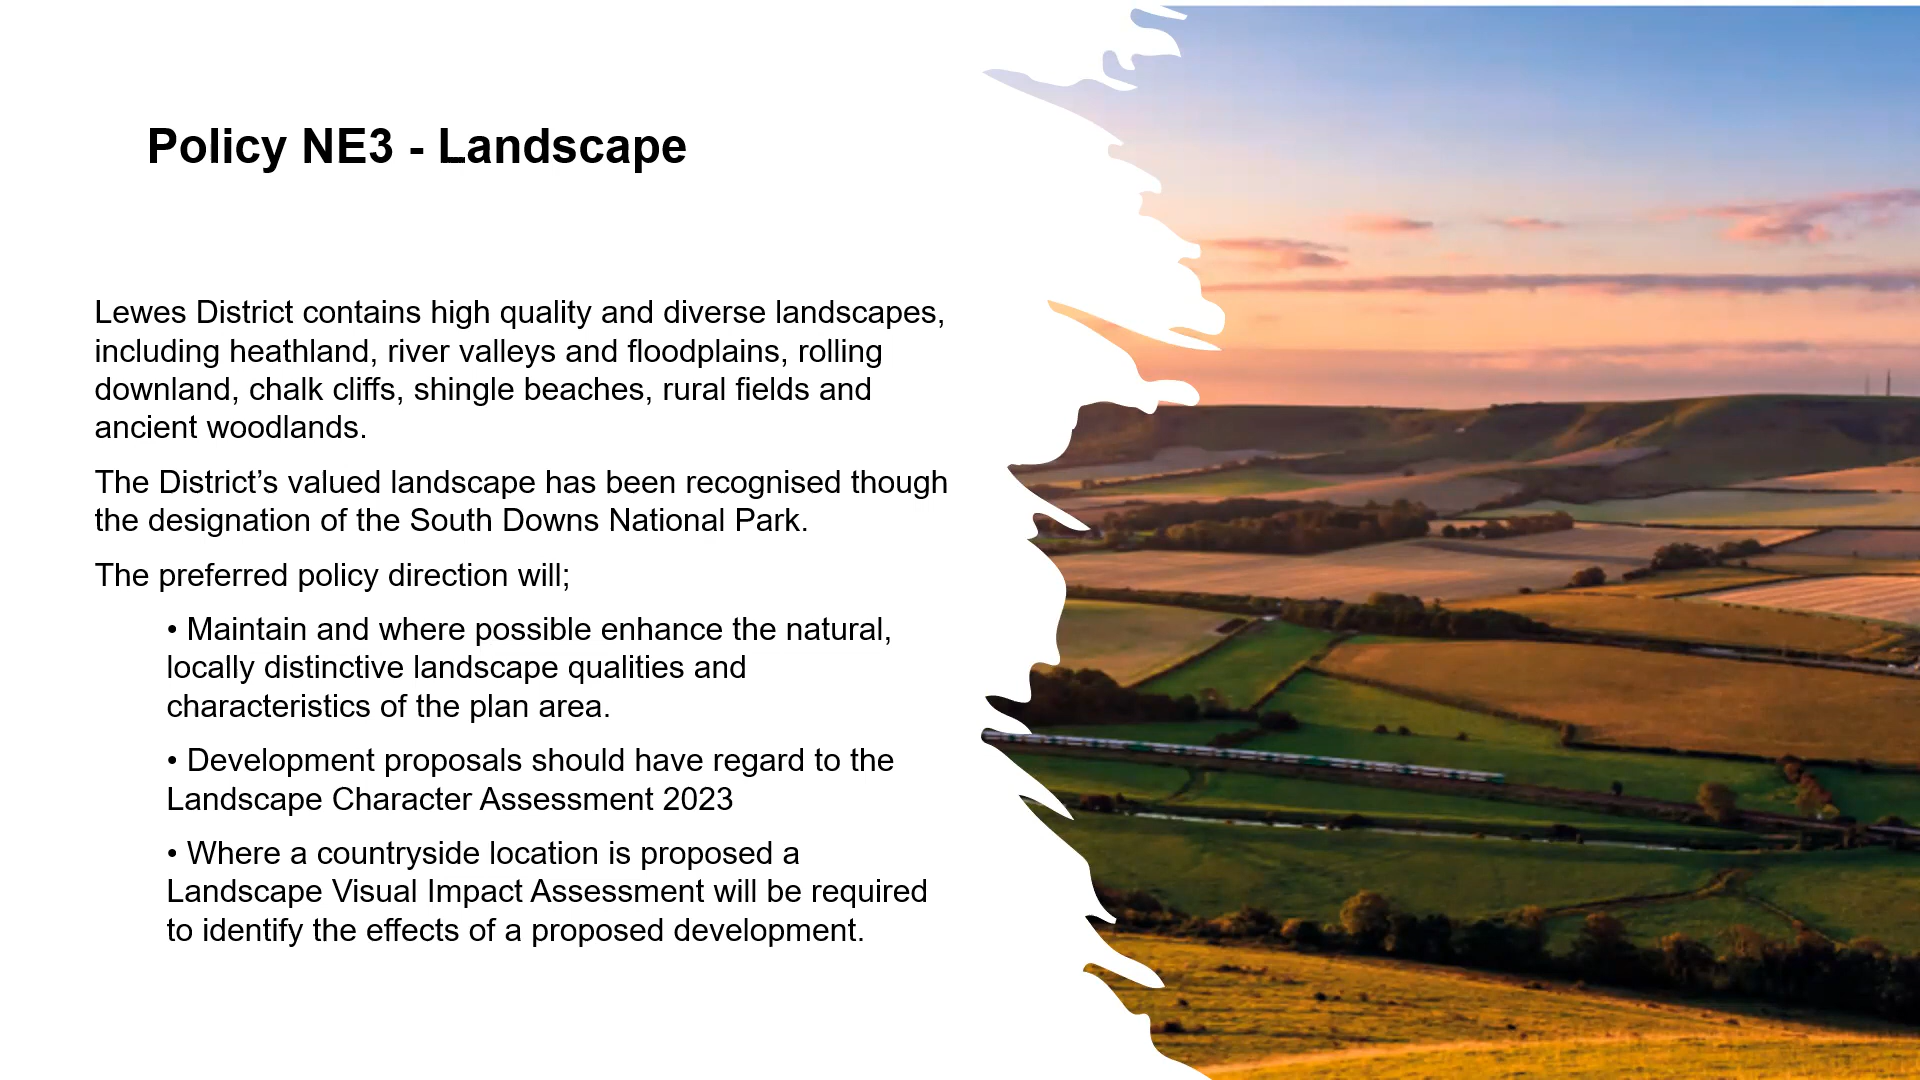 Policy NE3 - Landscape
Lewes District contains high quality and diverse landscapes,
including heathland, river valleys and floodplains, rolling
downland, chalk cliffs, shingle beaches, rural fields and
ancient woodlands.
The District’s valued landscape has been recognised though
the designation of the South Downs National Park.
The preferred policy direction will;
• Maintain and where possible enhance the natural,
locally distinctive landscape qualities and
characteristics of the plan area.
• Development proposals should have regard to the
Landscape Character Assessment 2023
• Where a countryside location is proposed a
Landscape Visual Impact Assessment will be required
to identify the effects of a proposed development.